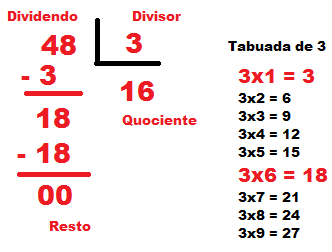 Dividendo Divisor
48 3
- 3 16
18 Quociente
- 18
00
Resto
Tabuada de 3
3x1 = 3
3x2 = 6
3x3 = 9
3x4 = 12
3x5 = 15
3x6 = 18
3x7 = 21
3x8 = 24
3x9 = 27